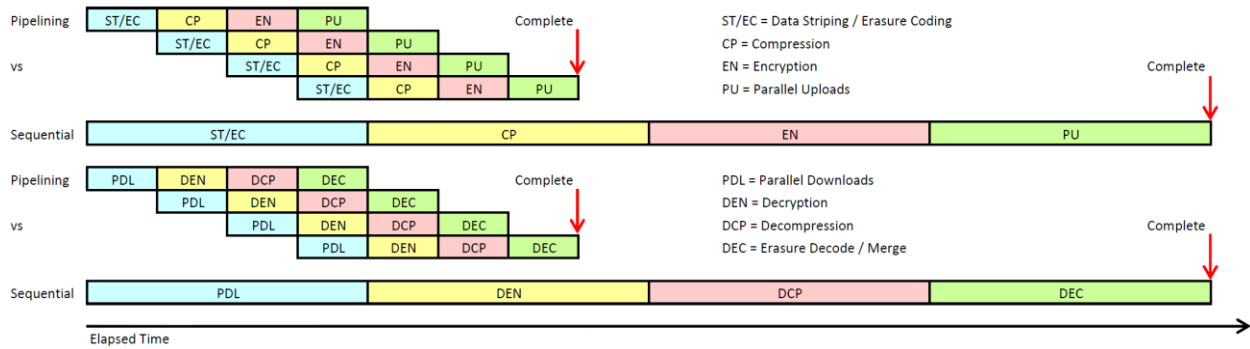 Pipelining ST/EC CP EN PU Complete ST/EC = Data Striping / Erasure Coding
ST/EC CP EN PU CP = Compression
vs ST/EC CP EN PU EN = Encryption Complete
ST/EC CP EN PU PU = Parallel Uploads
Sequential ST/EC CP EN PU
Pipelining PDL DEN DCP DEC Complete PDL = Parallel Downloads
PDL DEN DCP DEC DEN = Decryption
vs PDL DEN DCP DEC DCP = Decompression Complete
PDL DEN DCP DEC DEC = Erasure Decode / Merge
Sequential PDL DEN DCP DEC
Elapsed Time